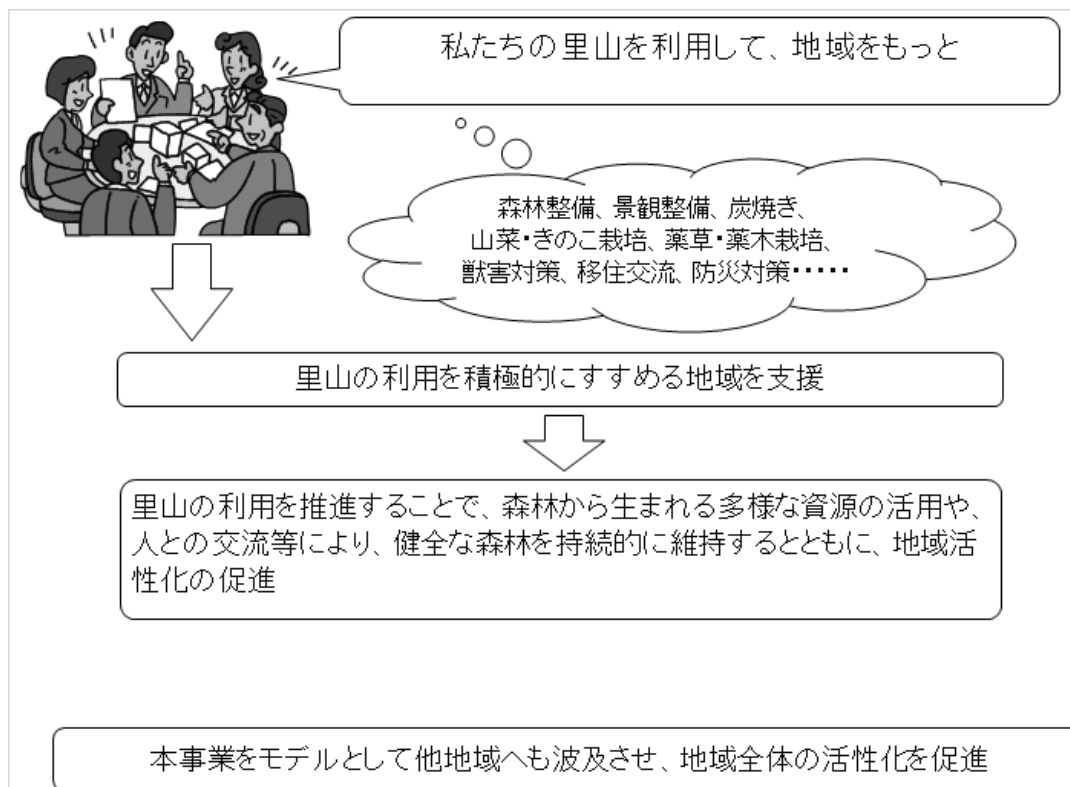 私たちの里山を利用して、地域をもっと
森林整備、景観整備、炭焼き、
山菜・きのこ栽培、薬草・薬木栽培、
獣害対策、移住交流、防災対策・・・・・
里山の利用を積極的にすすめる地域を支援
里山の利用を推進することで、森林から生まれる多様な資源の活用や、
人との交流等により、健全な森林を持続的に維持するとともに、地域活
性化の促進
本事業をモデルとして他地域へも波及させ、地域全体の活性化を促進